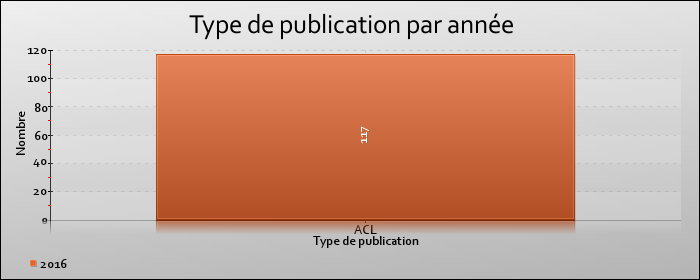 Type de publication par année
Nombre
120
100
80
60
40
20
0
117
ACL
Type de publication
2016